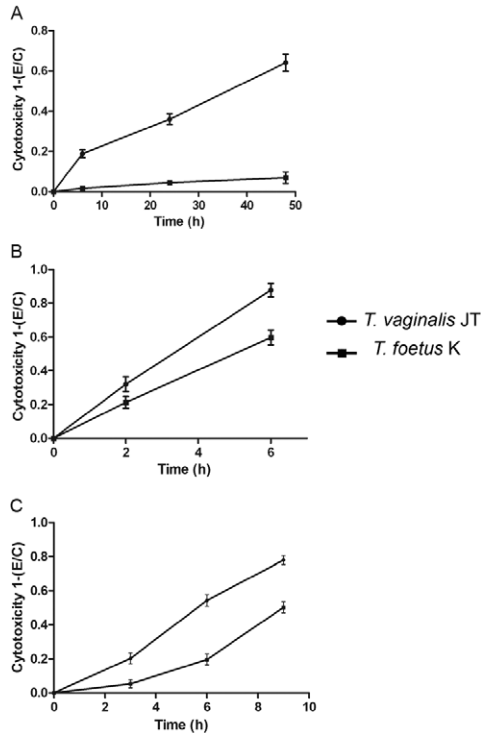 A
Cytotoxicity 1-(E/C)
0.8
0.6
0.4
0.2
0.0
0 10 20 30 40 50
Time (h)
B
Cytotoxicity 1-(E/C)
1.0
0.8
0.6
0.4
0.2
0.0
0 2 4 6
Time (h)
T. vaginalis JT
T. foetus K
C
Cytotoxicity 1-(E/C)
1.0
0.8
0.6
0.4
0.2
0.0
0 2 4 6 8 10
Time (h)